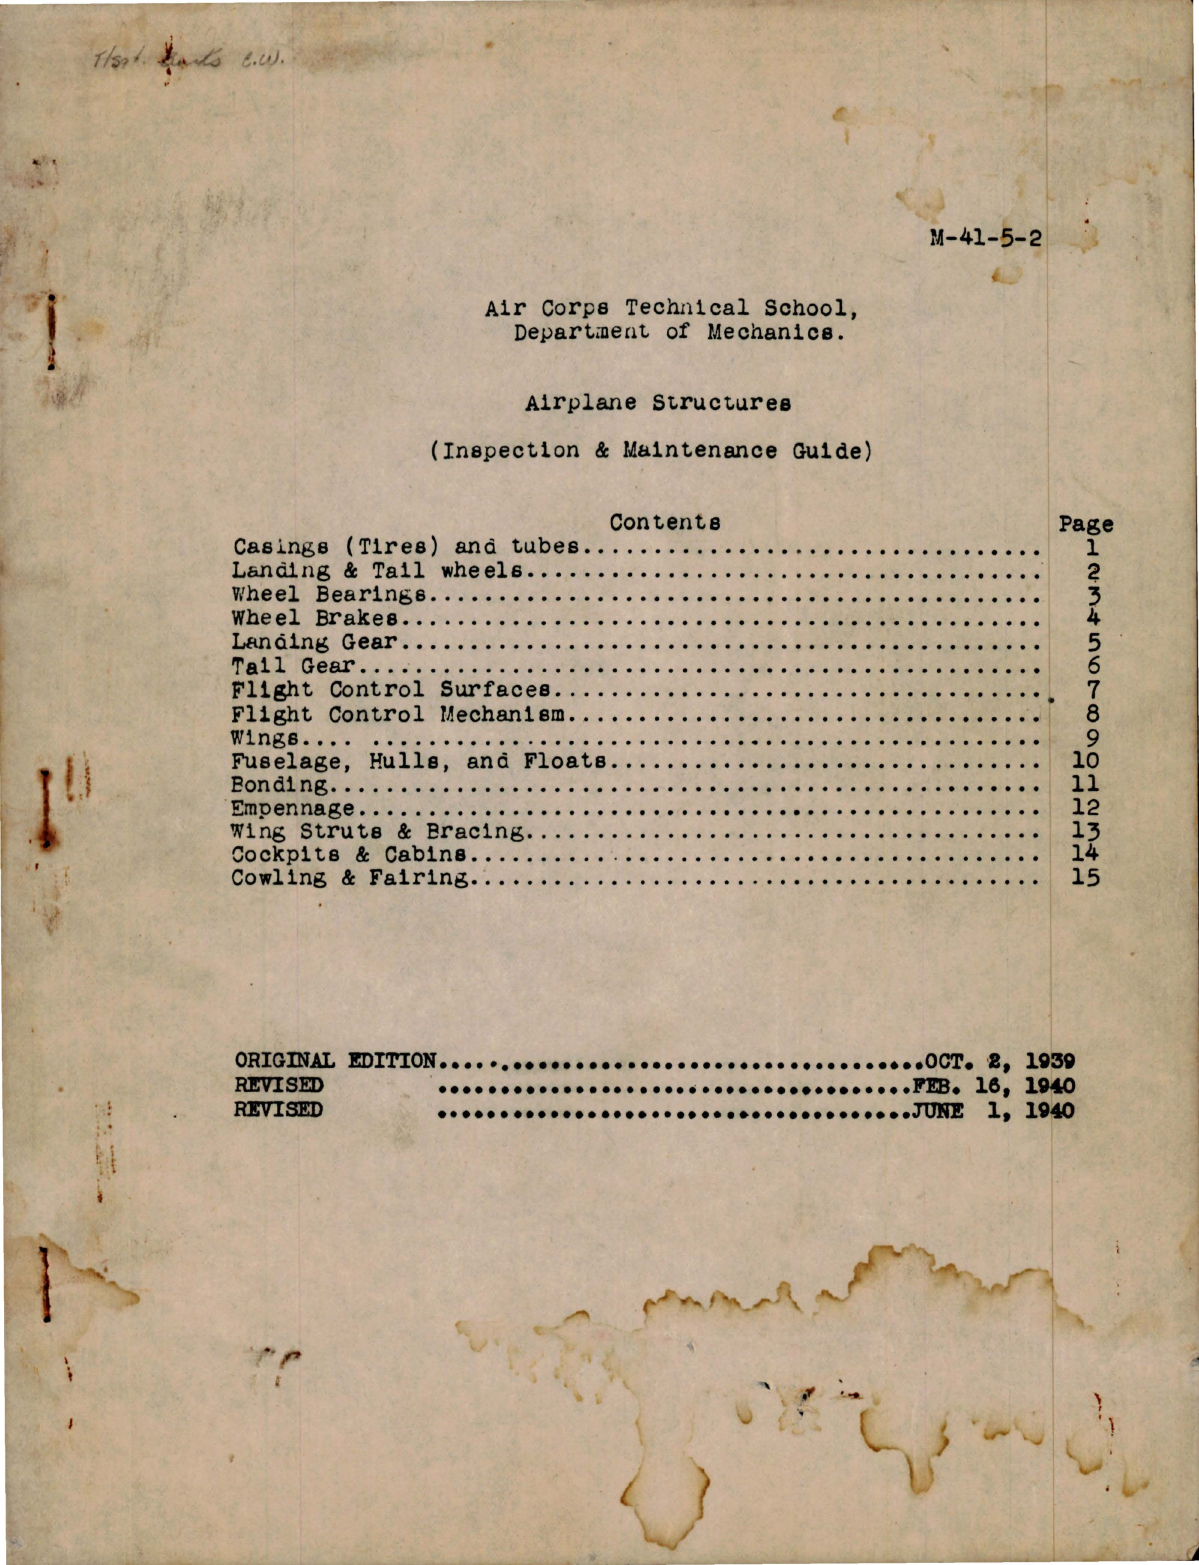 T/Sgt. E.W.
M-41-5-2
Air Corps Technical School,
Department of Mechanics.
Airplane Structures
(Inspection & Maintenance Guide)
Contents Page
Casings (Tires) and tubes................................. 1
Landing & Tail wheels..................................... 2
Wheel Bearings............................................ 3
Wheel Brakes.............................................. 4
Landing Gear.............................................. 5
Tail Gear................................................. 6
Flight Control Surfaces................................... 7
Flight Control Mechanism.................................. 8
Wings.... ................................................ 9
Fuselage, Hulls, and Floats............................... 10
Bonding................................................... 11
Empennage................................................. 12
Wing Struts & Bracing..................................... 13
Cockpits & Cabins......................................... 14
Cowling & Fairing......................................... 15
ORIGINAL EDITION........................................OCT. 2, 1939
REVISED ........................................FEB. 16, 1940
REVISED ........................................JUNE 1, 1940